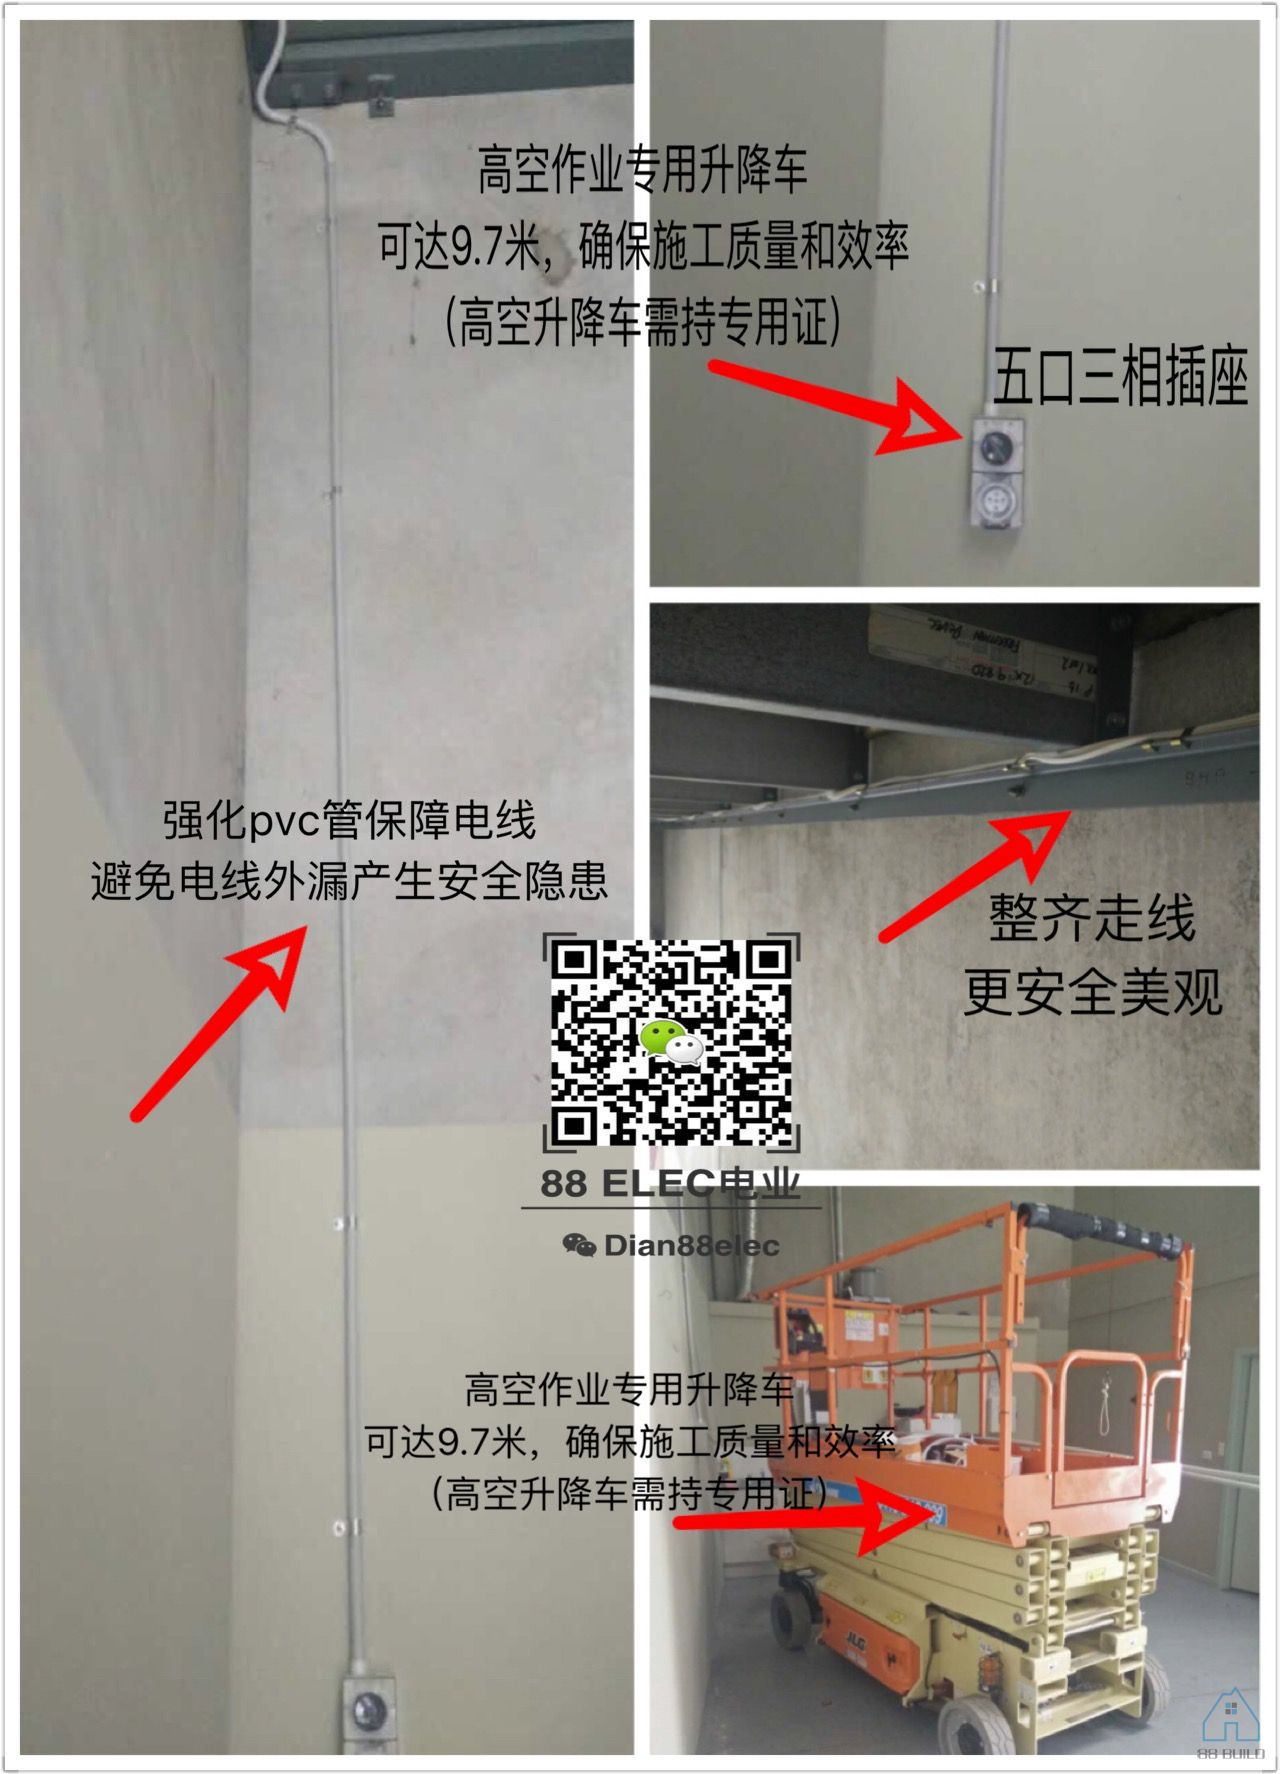 高空作业专用升降车
可达9.7米，确保施工质量和效率
（高空升降车需持专用证）
五口三相插座
强化pvc管保障电线
避免电线外漏产生安全隐患
整齐走线
更安全美观
88 ELEC电业
Dian88elec
高空作业专用升降车
可达9.7米，确保施工质量和效率
（高空升降车需持专用证）
JLG
88 BUILD